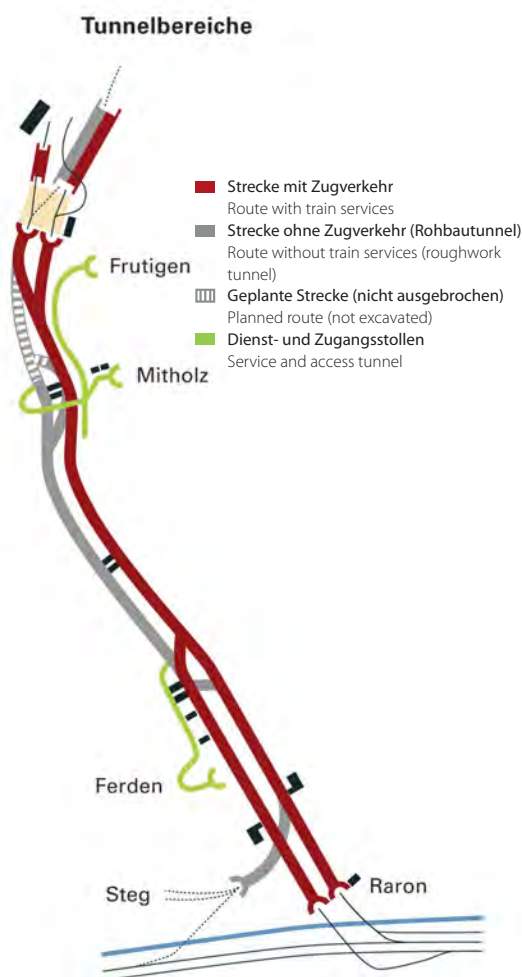 Tunnelbereiche
Strecke mit Zugverkehr
Route with train services
Strecke ohne Zugverkehr (Rohbautunnel)
Route without train services (roughwork
tunnel)
Geplante Strecke (nicht ausgebrochen)
Planned route (not excavated)
Dienst- und Zugangsstollen
Service and access tunnel
Frutigen
Mitholz
Ferden
Steg
Raron